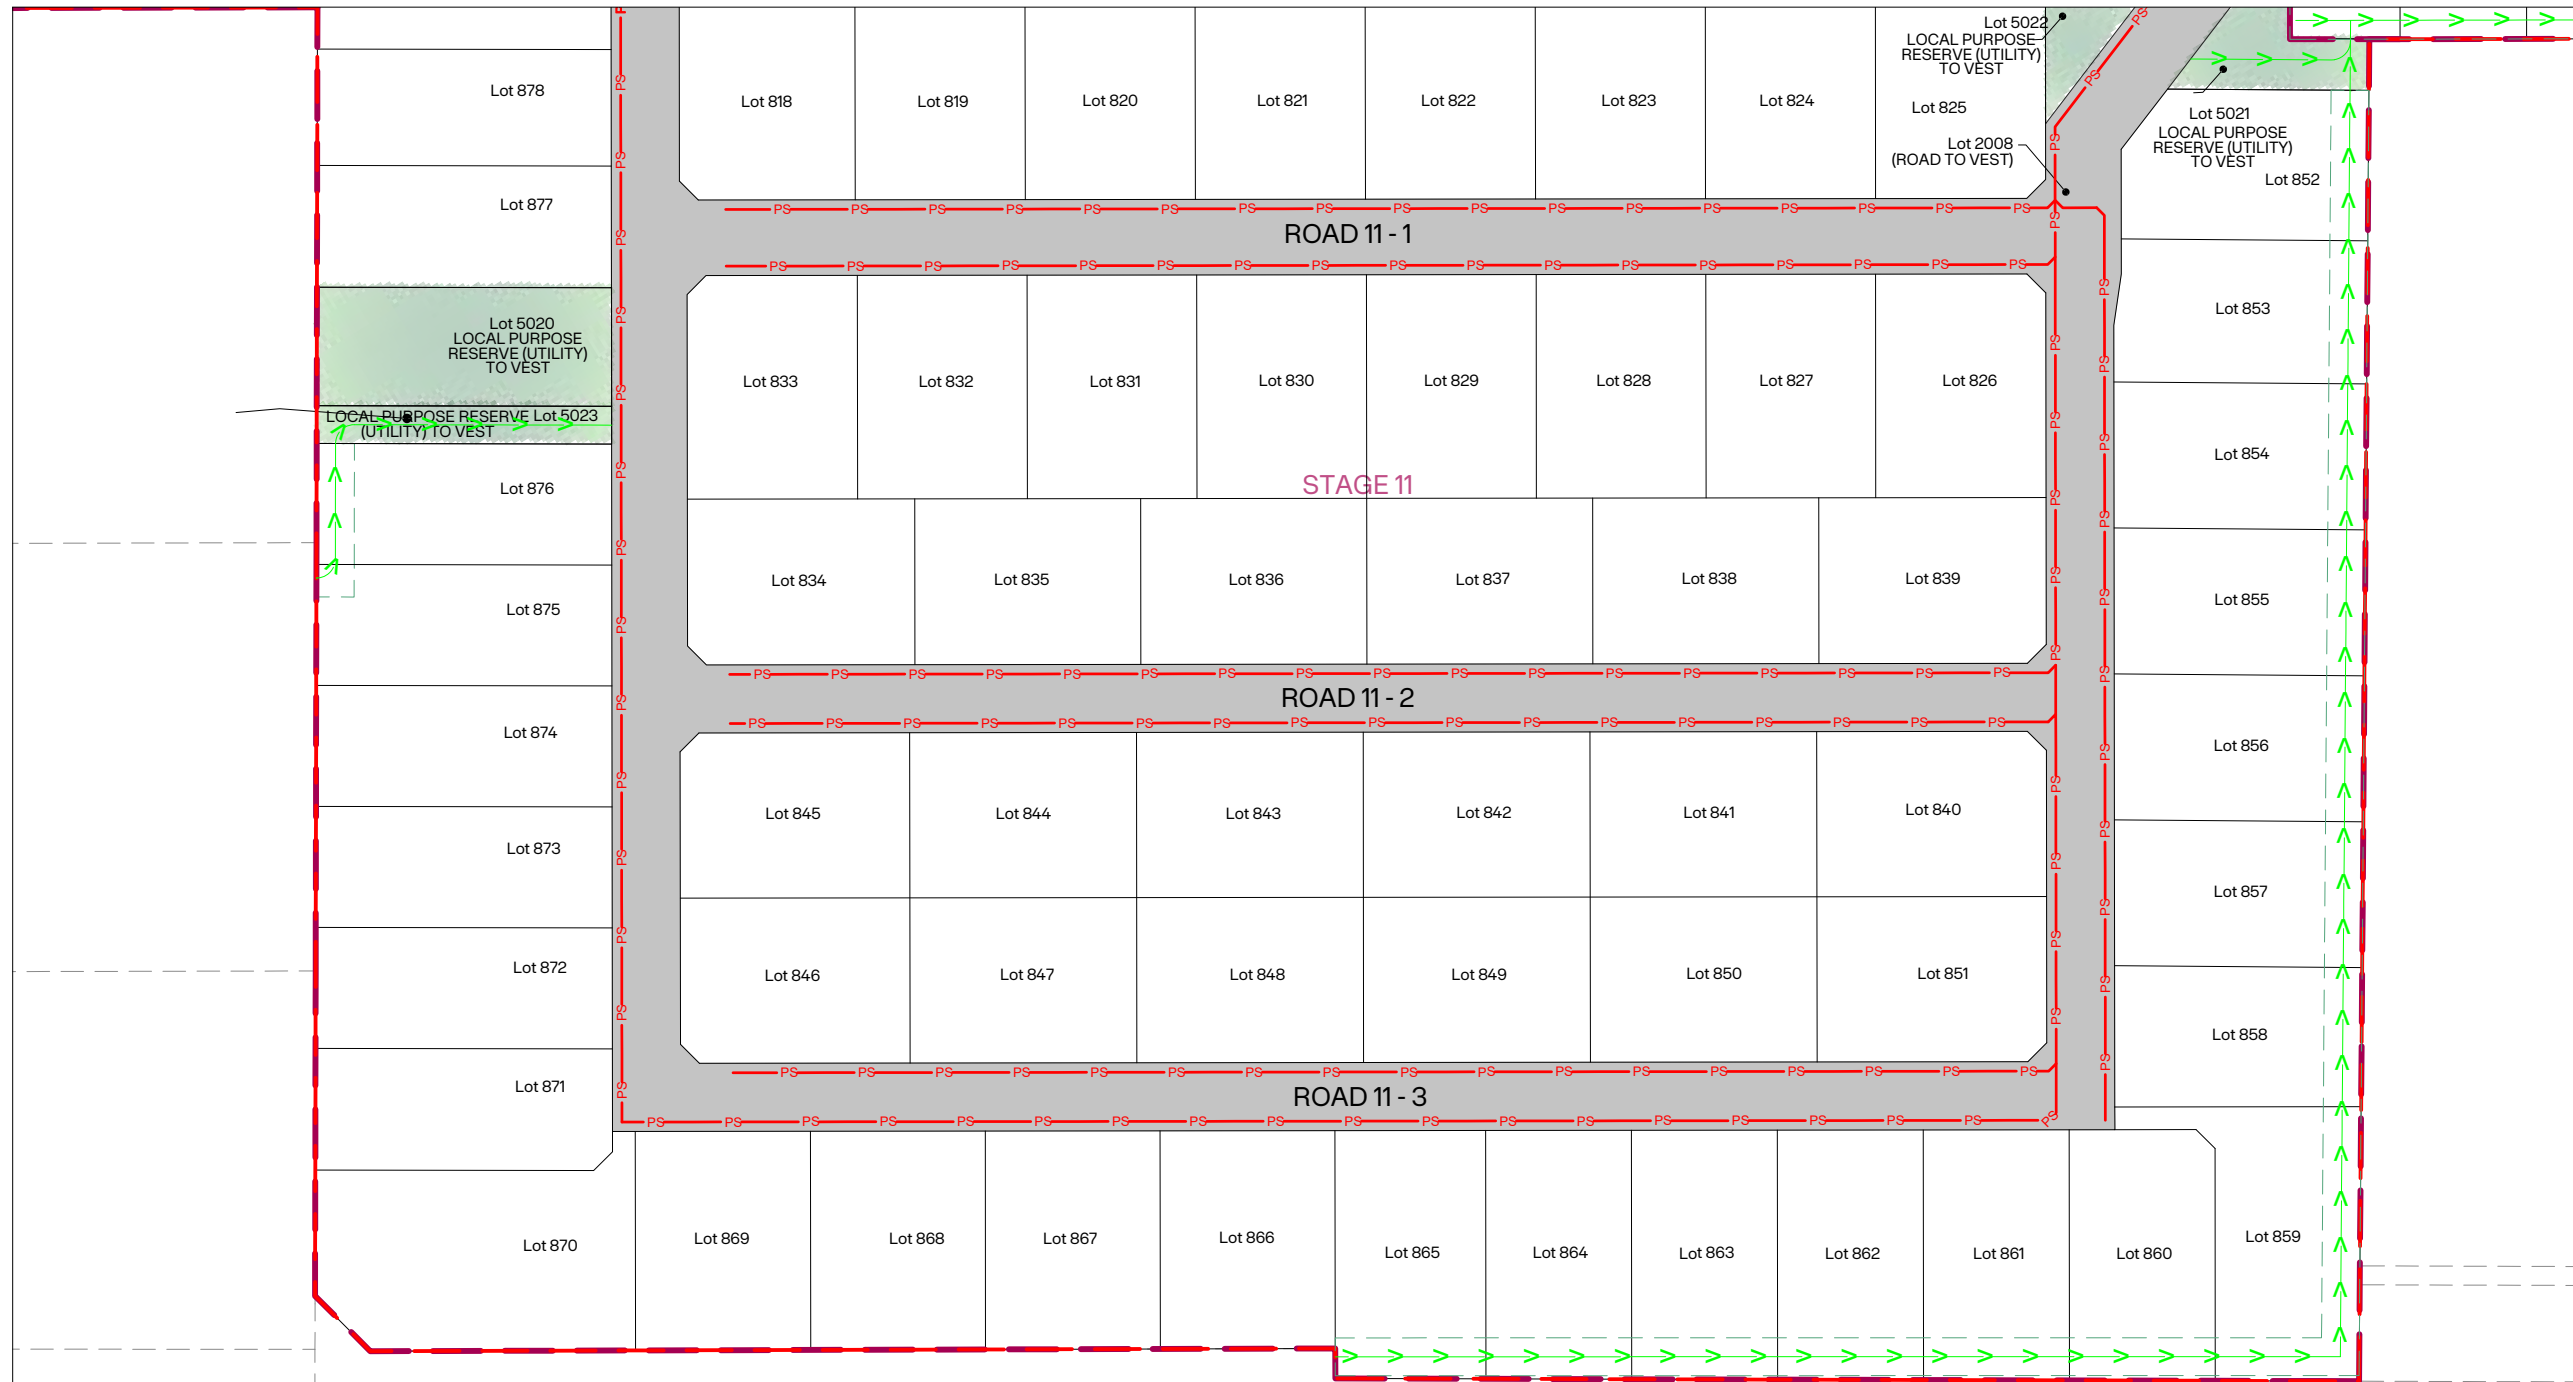 Lot 5022
LOCAL PURPOSE
RESERVE (UTILITY)
TO VEST
Lot 878
Lot 818
Lot 819
Lot 820
Lot 821
Lot 822
Lot 823
Lot 824
Lot 825
Lot 5021
LOCAL PURPOSE
RESERVE (UTILITY)
TO VEST
Lot 2008
(ROAD TO VEST)
Lot 852
Lot 877
ROAD 11 - 1
Lot 853
Lot 5020
LOCAL PURPOSE
RESERVE (UTILITY)
TO VEST
Lot 833
Lot 832
Lot 831
Lot 830
Lot 829
Lot 828
Lot 827
Lot 826
LOCAL PURPOSE RESERVE Lot 5023
(UTILITY) TO VEST
Lot 854
STAGE 11
Lot 876
Lot 834
Lot 835
Lot 836
Lot 837
Lot 838
Lot 839
Lot 855
Lot 875
ROAD 11 - 2
Lot 874
Lot 856
Lot 845
Lot 844
Lot 843
Lot 842
Lot 841
Lot 840
Lot 873
Lot 857
Lot 872
Lot 846
Lot 847
Lot 848
Lot 849
Lot 850
Lot 851
Lot 858
Lot 871
ROAD 11 - 3
Lot 870
Lot 869
Lot 868
Lot 867
Lot 866
Lot 865
Lot 864
Lot 863
Lot 862
Lot 861
Lot 860
Lot 859
PS